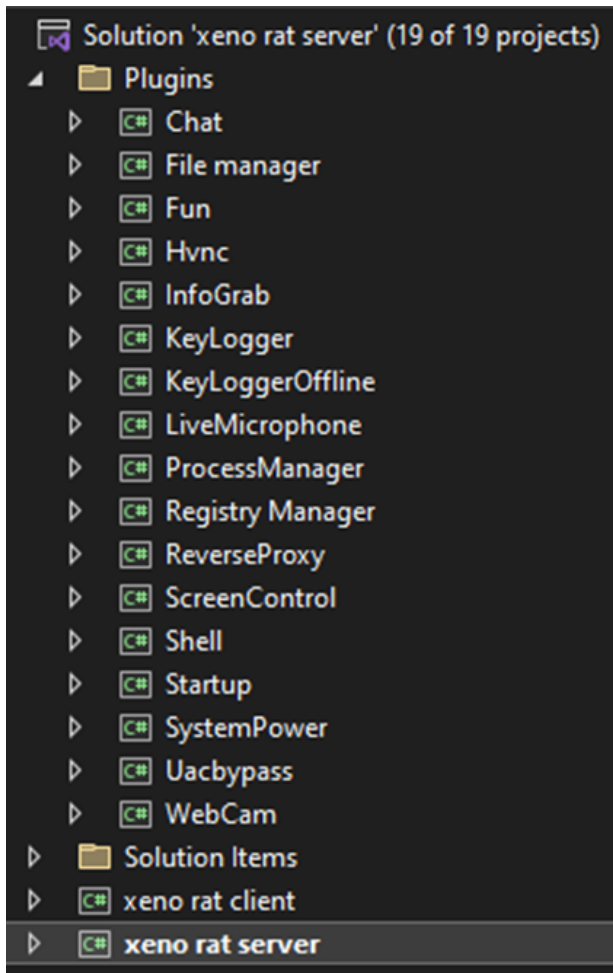 Solution 'xeno rat server' (19 of 19 projects)
Plugins
C# Chat
C# File manager
C# Fun
C# Hvnc
C# InfoGrab
C# KeyLogger
C# KeyLoggerOffline
C# LiveMicrophone
C# ProcessManager
C# Registry Manager
C# ReverseProxy
C# ScreenControl
C# Shell
C# Startup
C# SystemPower
C# Uacbypass
C# WebCam
Solution Items
C# xeno rat client
C# xeno rat server